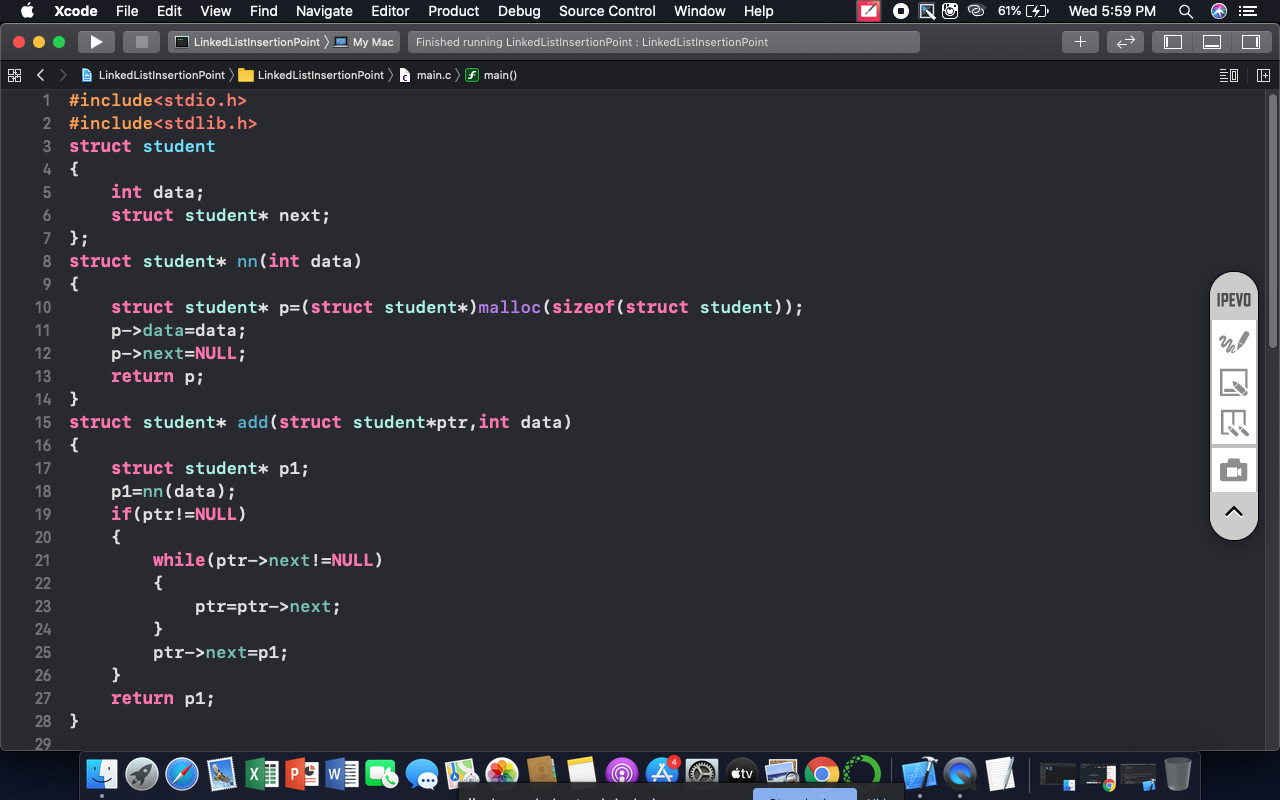 Xcode File Edit View Find Navigate Editor Product Debug Source Control Window Help 61% Wed 5:59 PM
LinkedListInsertionPoint My Mac Finished running LinkedListInsertionPoint : LinkedListInsertionPoint
LinkedListInsertionPoint LinkedListInsertionPoint main.c main()
1 #include<stdio.h>
2 #include<stdlib.h>
3 struct student
4 {
5 int data;
6 struct student* next;
7 };
8 struct student* nn(int data)
9 {
10 struct student* p=(struct student*)malloc(sizeof(struct student));
11 p->data=data;
12 p->next=NULL;
13 return p;
14 }
15 struct student* add(struct student*ptr,int data)
16 {
17 struct student* p1;
18 p1=nn(data);
19 if(ptr!=NULL)
20 {
21 while(ptr->next!=NULL)
22 {
23 ptr=ptr->next;
24 }
25 ptr->next=p1;
26 }
27 return p1;
28 }
29
IPEVO
4
tv